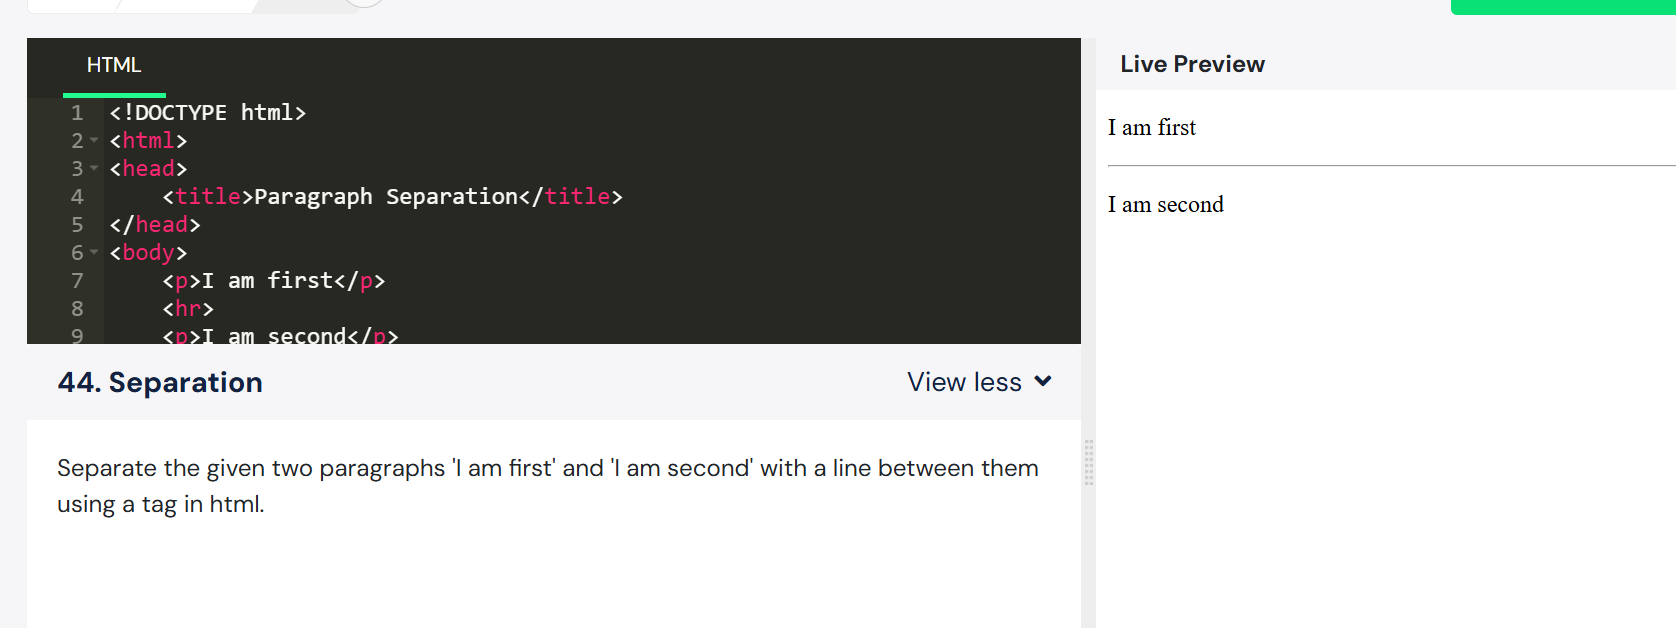 HTML
1 <!DOCTYPE html>
2 <html>
3 <head>
4     <title>Paragraph Separation</title>
5 </head>
6 <body>
7     <p>I am first</p>
8     <hr>
9     <p>I am second</p>
44. Separation
View less
Separate the given two paragraphs 'I am first' and 'I am second' with a line between them
using a tag in html.
Live Preview
I am first
I am second